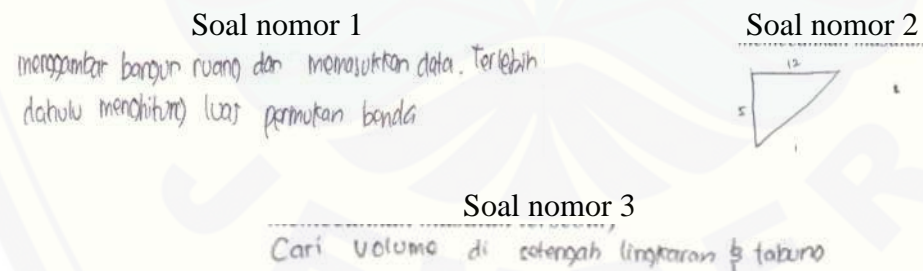 Soal nomor 1
menggambar bangun ruang dan memasukkan data. Terlebih
dahulu menghitung luas permukan benda
Soal nomor 2
12
5
Soal nomor 3
Cari volume di setengah lingkaran tabung